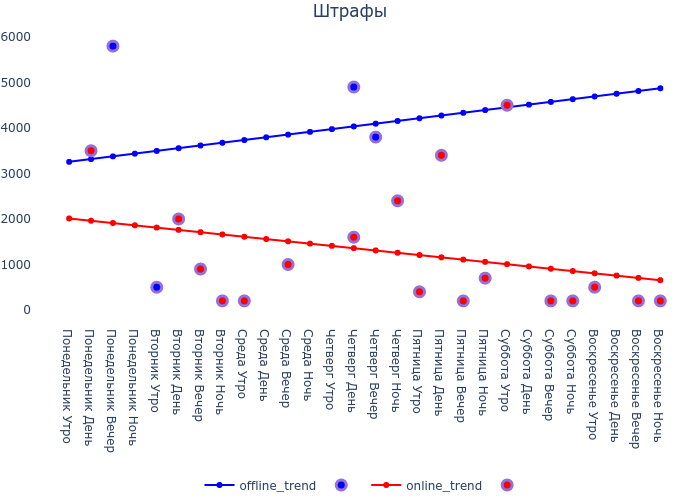 Штрафы
6000
5000
4000
3000
2000
1000
0
Понедельник Утро
Понедельник День
Понедельник Вечер
Понедельник Ночь
Вторник Утро
Вторник День
Вторник Вечер
Вторник Ночь
Среда Утро
Среда День
Среда Вечер
Среда Ночь
Четверг Утро
Четверг День
Четверг Вечер
Четверг Ночь
Пятница Утро
Пятница День
Пятница Вечер
Пятница Ночь
Суббота Утро
Суббота День
Суббота Вечер
Суббота Ночь
Воскресенье Утро
Воскресенье День
Воскресенье Вечер
Воскресенье Ночь
offline_trend online_trend